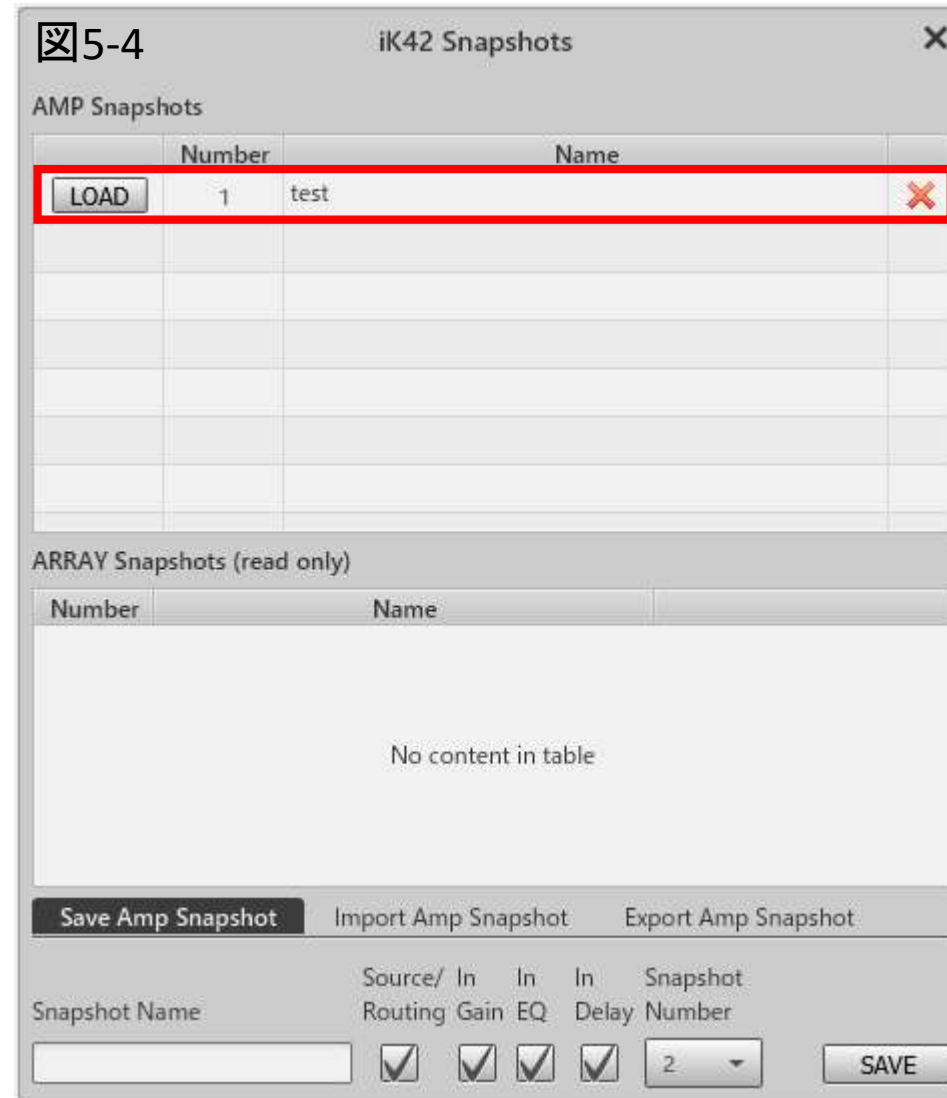 図5-4
iK42 Snapshots
AMP Snapshots
Number Name
LOAD 1 test
ARRAY Snapshots (read only)
Number Name
No content in table
Save Amp Snapshot Import Amp Snapshot Export Amp Snapshot
Source/ In In In Snapshot
Snapshot Name Routing Gain EQ Delay Number
2 SAVE